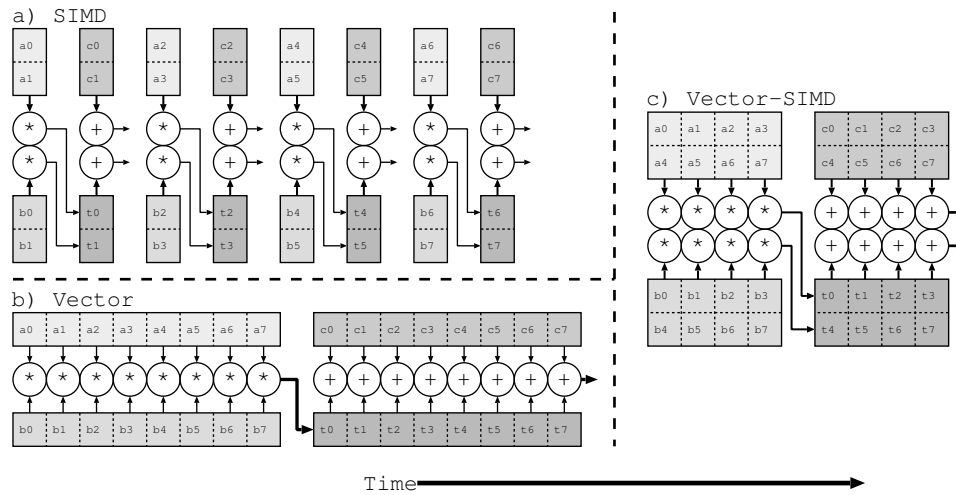 a) SIMD
a0 c0 a2 c2 a4 c4 a6 c6
a1 c1 a3 c3 a5 c5 a7 c7
* + * + * + * +
* + * + * + * +
b0 t0 b2 t2 b4 t4 b6 t6
b1 t1 b3 t3 b5 t5 b7 t7
b) Vector
a0 a1 a2 a3 a4 a5 a6 a7 c0 c1 c2 c3 c4 c5 c6 c7
* * * * * * * * + + + + + + + +
b0 b1 b2 b3 b4 b5 b6 b7 t0 t1 t2 t3 t4 t5 t6 t7
c) Vector-SIMD
a0 a1 a2 a3 c0 c1 c2 c3
a4 a5 a6 a7 c4 c5 c6 c7
* * * * + + + +
* * * * + + + +
b0 b1 b2 b3 t0 t1 t2 t3
b4 b5 b6 b7 t4 t5 t6 t7
Time